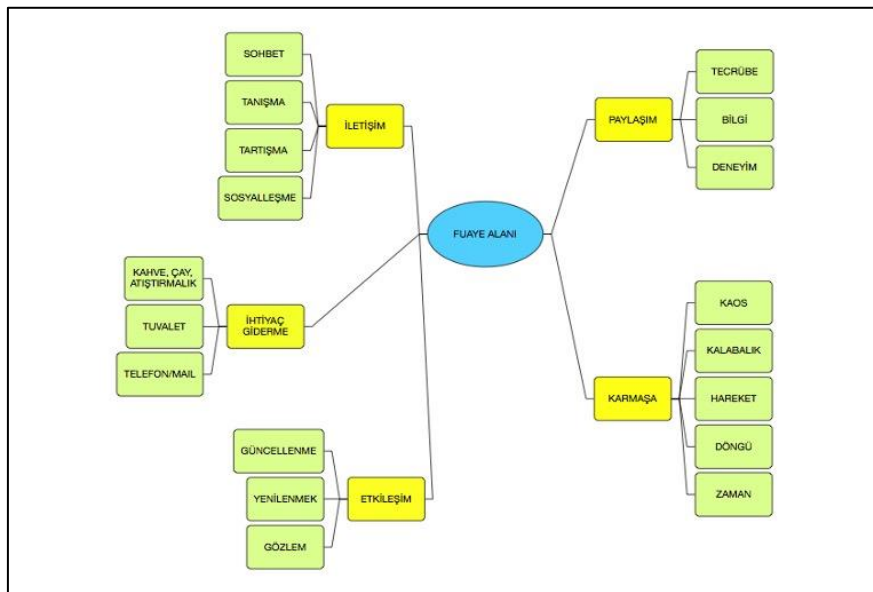 SOHBET
TANIŞMA
TARTIŞMA
SOSYALLEŞME
İLETİŞİM
KAHVE, ÇAY,
ATIŞTIRMALIK
TUVALET
TELEFON/MAIL
İHTİYAÇ
GİDERME
GÜNCELLENME
YENİLENMEK
GÖZLEM
ETKİLEŞİM
FUAYE ALANI
PAYLAŞIM
TECRÜBE
BİLGİ
DENEYİM
KARMAŞA
KAOS
KALABALIK
HAREKET
DÖNGÜ
ZAMAN